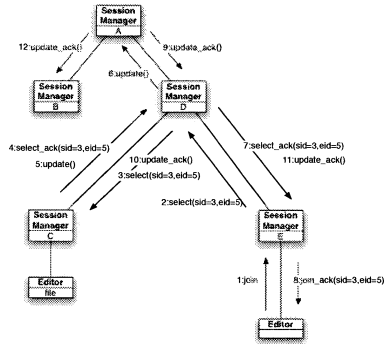 Session
Manager
A
12:update_ack()
9:update_ack()
6:update()
Session
Manager
B
Session
Manager
D
4:select_ack(sid=3,eid=5)
5:update()
7:select_ack(sid=3,eid=5)
11:update_ack()
10:update_ack()
3:select(sid=3,eid=5)
2:select(sid=3,eid=5)
Session
Manager
C
Session
Manager
E
Editor
file
1:join
8:join_ack(sid=3,eid=5)
Editor